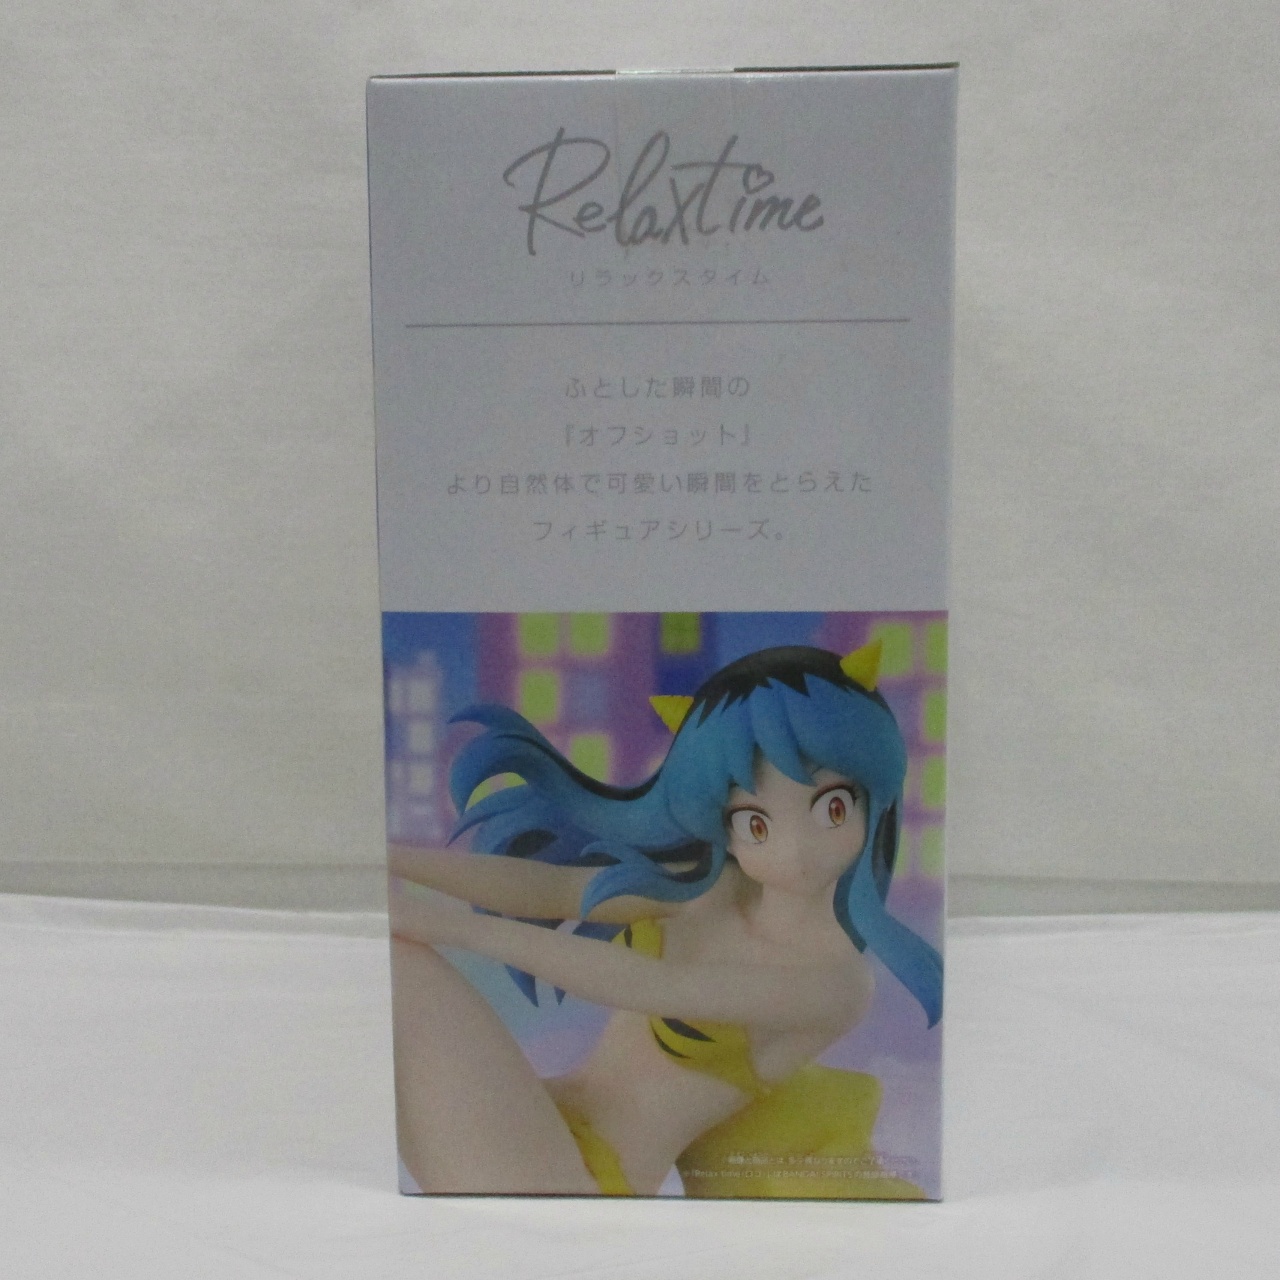 Relaxtime
リラックスタイム
ふとした瞬間の
『オフショット』
より自然体で可愛い瞬間をとらえた
フィギュアシリーズ。